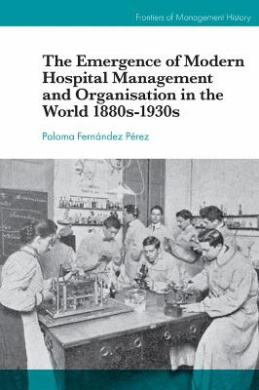 Frontiers of Management History
The Emergence of Modern
Hospital Management
and Organisation in the
World 1880s-1930s
Paloma Fernández Pérez